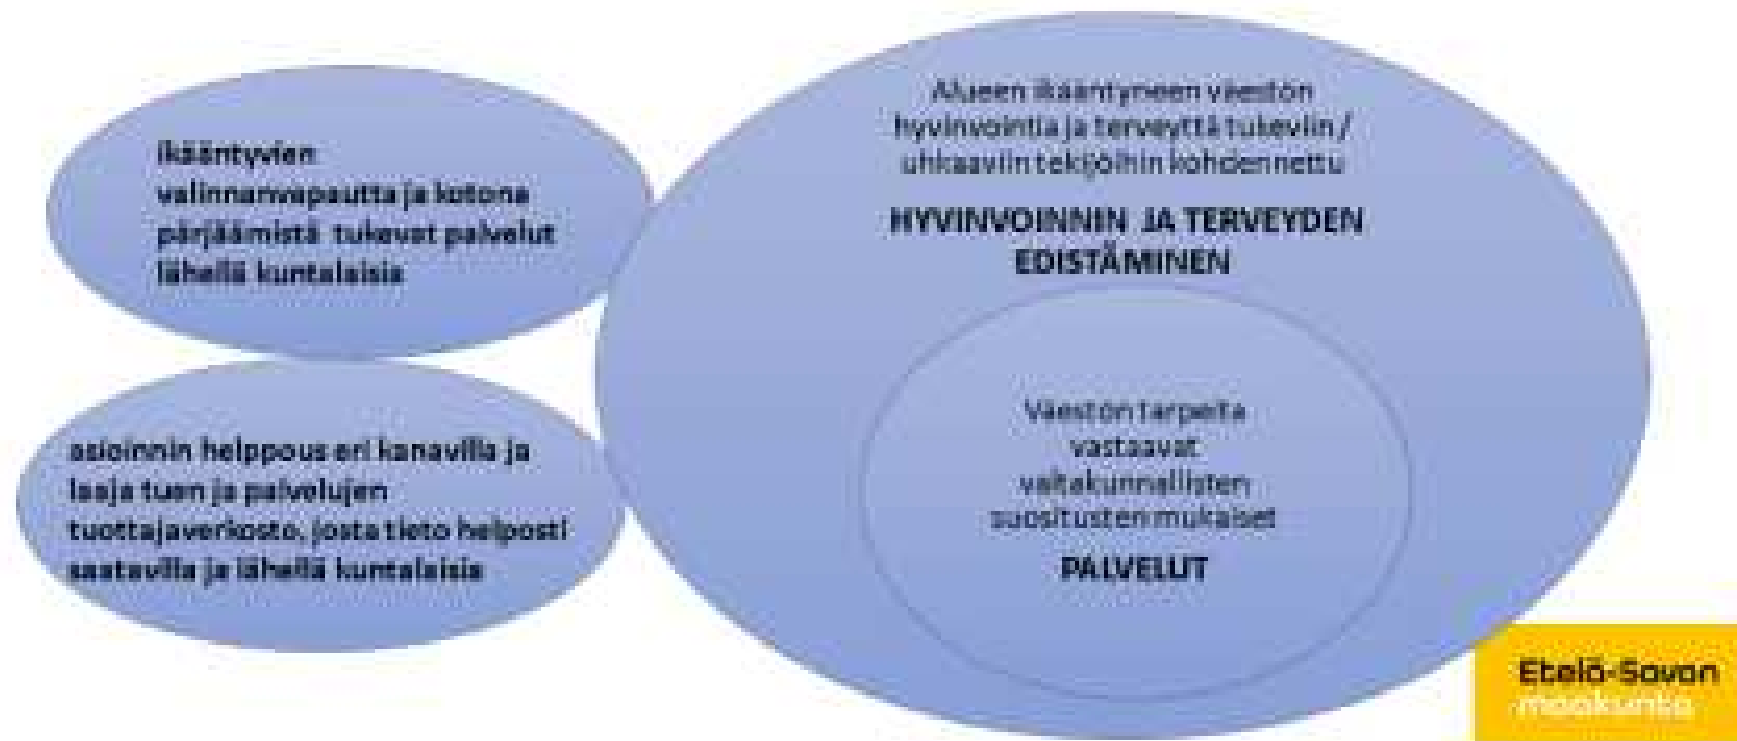 ikääntyvien
valinnanvapautta ja kotona
pärjäämistä tukevat palvelut
lähellä kuntalaisia
asioinnin helppous eri kanavilla ja
laaja tuen ja palvelujen
tuottajaverkosto, josta tieto helposti
saatavilla ja lähellä kuntalaisia
Alueen ikääntyneen väestön
hyvinvointia ja terveyttä tukeviin /
uhkaaviin tekijöihin kohdennettu
HYVINVOINNIN JA TERVEYDEN
EDISTÄMINEN
Väestön tarpeita
vastaavat
valtakunnallisten
suositusten mukaiset
PALVELUT
Etelä-Savon
maakunta